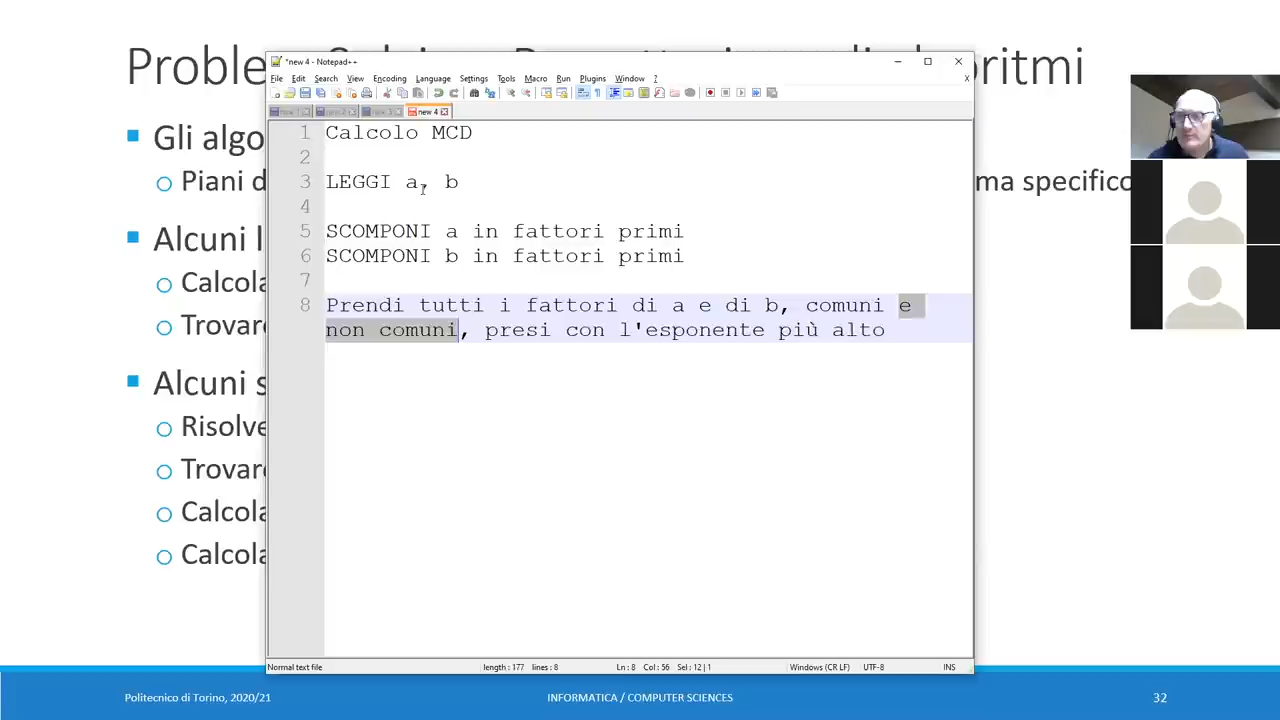 *new 4 - Notepad++
File Edit Search View Encoding Language Settings Tools Macro Run Plugins Window ? X
new 4
1 Calcolo MCD
2
3 LEGGI a, b
4
5 SCOMPONI a in fattori primi
6 SCOMPONI b in fattori primi
7
8 Prendi tutti i fattori di a e di b, comuni e
non comuni, presi con l'esponente più alto
Normal text file length : 177 lines : 8 Ln : 8 Col : 56 Sel : 12 | 1 Windows (CR LF) UTF-8 INS
Gli algo
Piani d ma specifico
Alcuni l
Calcola
Trovar
Alcuni s
Risolve
Trovar
Calcola
Calcola
Politecnico di Torino, 2020/21 INFORMATICA / COMPUTER SCIENCES 32